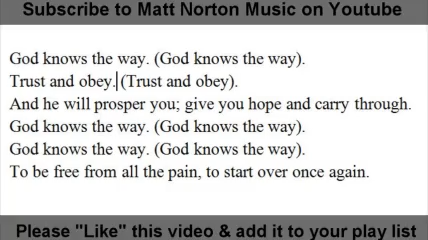 Subscribe to Matt Norton Music on Youtube
God knows the way. (God knows the way).
Trust and obey. (Trust and obey).
And he will prosper you; give you hope and carry through.
God knows the way. (God knows the way).
God knows the way. (God knows the way).
To be free from all the pain, to start over once again.
Please "Like" this video & add it to your play list